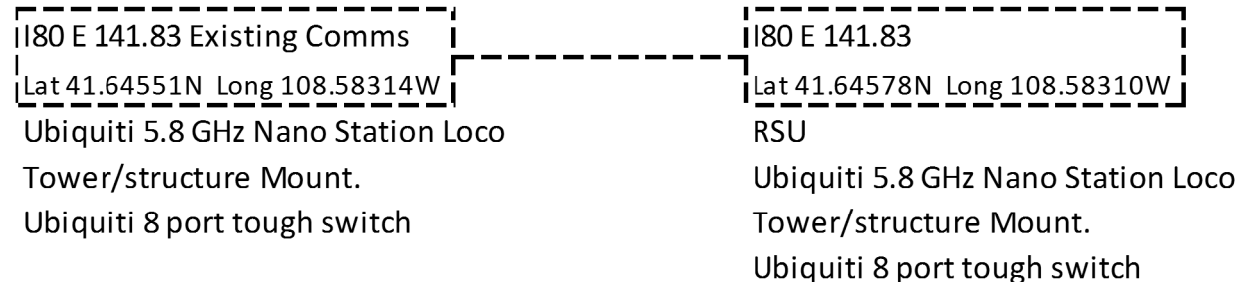 I80 E 141.83 Existing Comms
Lat 41.64551N Long 108.58314W
Ubiquiti 5.8 GHz Nano Station Loco
Tower/structure Mount.
Ubiquiti 8 port tough switch
I80 E 141.83
Lat 41.64578N Long 108.58310W
RSU
Ubiquiti 5.8 GHz Nano Station Loco
Tower/structure Mount.
Ubiquiti 8 port tough switch